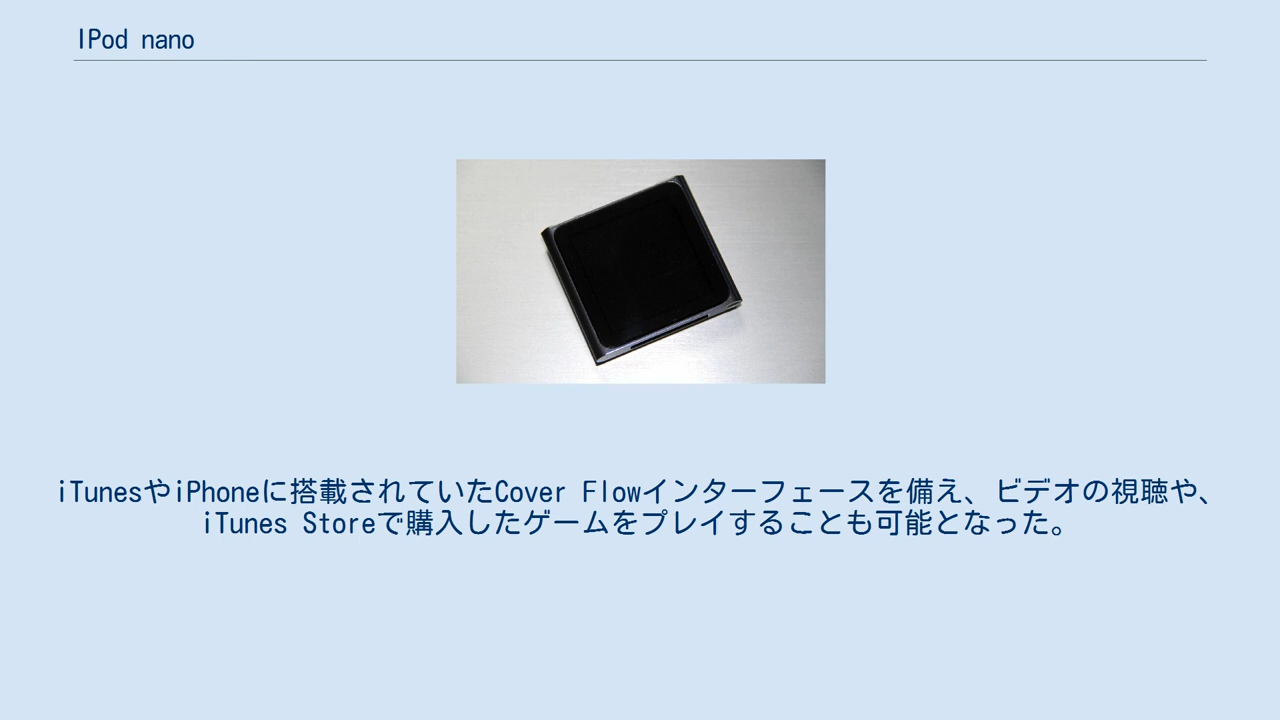 IPod nano
iTunesやiPhoneに搭載されていたCover Flowインターフェースを備え、ビデオの視聴や、
iTunes Storeで購入したゲームをプレイすることも可能となった。